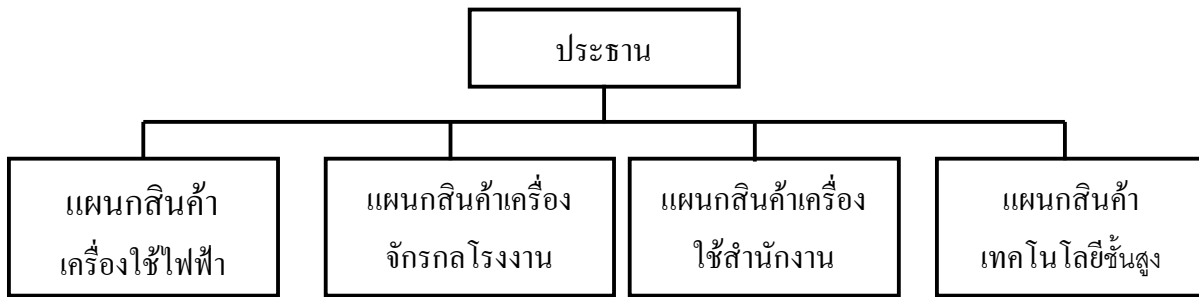 ประธาน
แผนกสินค้า
เครื่องใช้ไฟฟ้า
แผนกสินค้าเครื่อง
จักรกลโรงงาน
แผนกสินค้าเครื่อง
ใช้สำนักงาน
แผนกสินค้า
เทคโนโลยีชั้นสูง